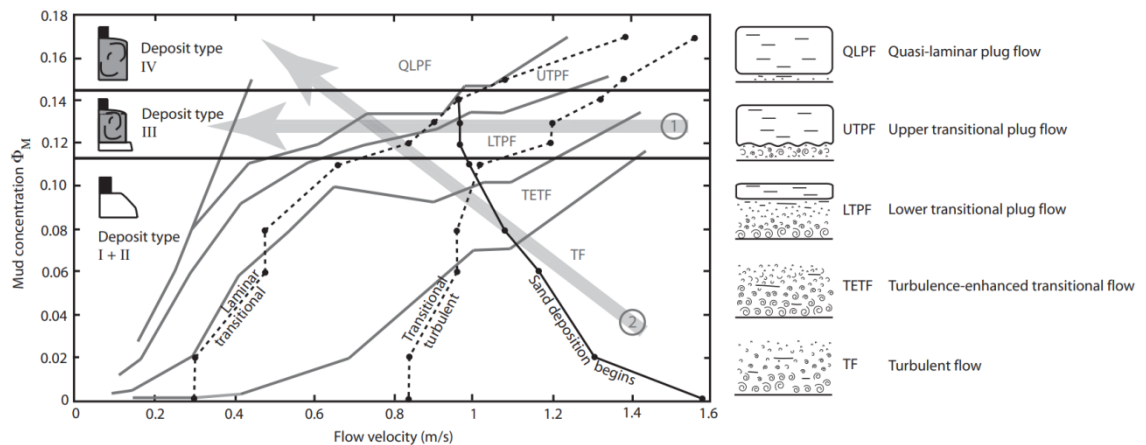 0.18
0.16
0.14
0.12
0.10
0.08
0.06
0.04
0.02
0
Mud concentration ΦM
Deposit type
IV
Deposit type
III
Deposit type
I + II
QLPF
UTPF
LTPF
TETF
TF
1
2
Laminar
transitional
Transitional
turbulent
Sand deposition
begins
0.2
0.4
0.6
0.8
1
1.2
1.4
1.6
Flow velocity (m/s)
QLPF Quasi-laminar plug flow
UTPF Upper transitional plug flow
LTPF Lower transitional plug flow
TETF Turbulence-enhanced transitional flow
TF Turbulent flow